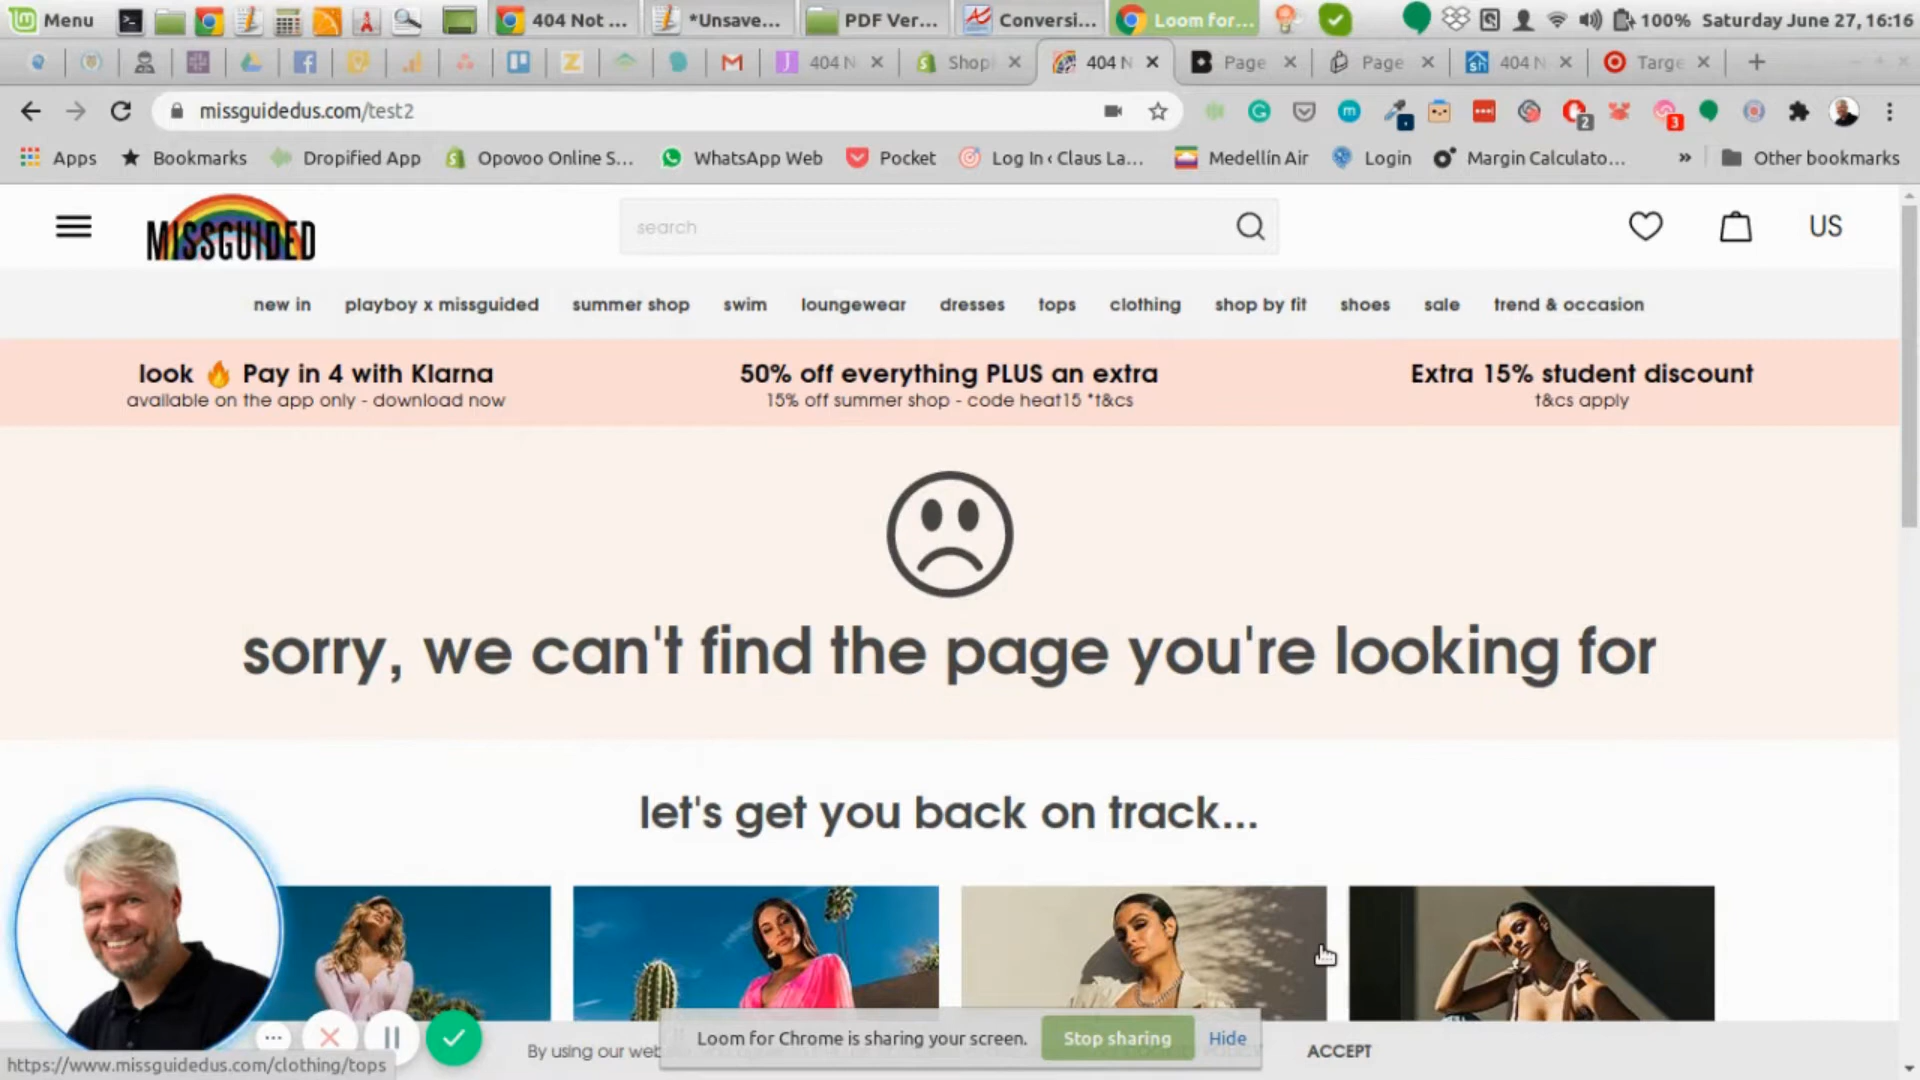 Menu
404 Not ...
*Unsave...
PDF Ver...
Conversi...
Loom for...
100%
Saturday June 27, 16:16
404 N
Shopi
404 N
Page
Page
404 N
Targe
missguidedus.com/test2
2
3
Apps
Bookmarks
Dropified App
Opovoo Online S...
WhatsApp Web
Pocket
Log In ‹ Claus La...
Medellín Air
Login
Margin Calculato...
»
Other bookmarks
MISSGUIDED
search
US
new in
playboy x missguided
summer shop
swim
loungewear
dresses
tops
clothing
shop by fit
shoes
sale
trend & occasion
look 🔥 Pay in 4 with Klarna
available on the app only - download now
50% off everything PLUS an extra
15% off summer shop - code heat15 *t&cs
Extra 15% student discount
t&cs apply
sorry, we can't find the page you're looking for
let's get you back on track...
By using our web
Loom for Chrome is sharing your screen.
Stop sharing
Hide
ACCEPT
https://www.missguidedus.com/clothing/tops